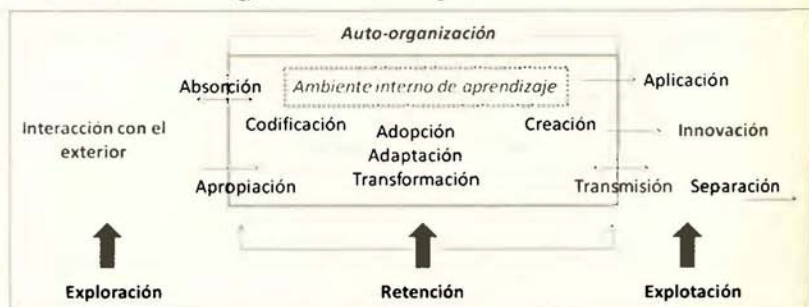 Auto-organización
Absorción
Ambiente interno de aprendizaje
Aplicación
Interacción con el
exterior
Codificación
Adopción
Creación
Innovación
Adaptación
Apropiación
Transformación
Transmisión
Separación
Exploración
Retención
Explotación